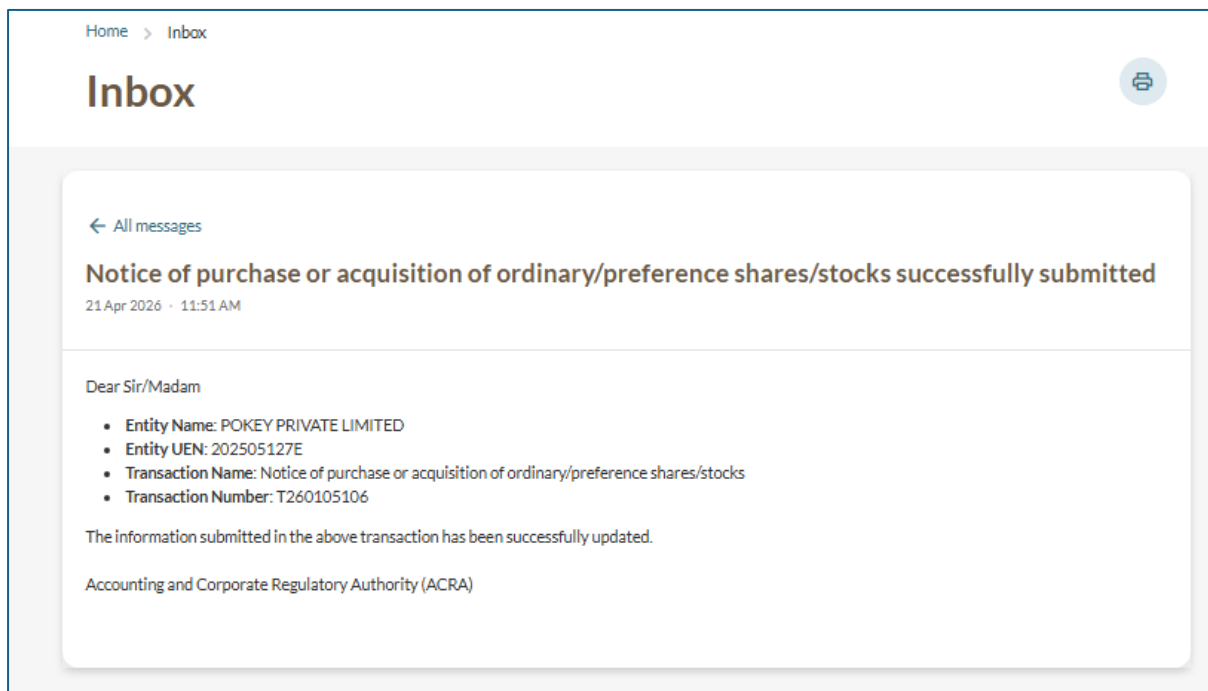 Home > Inbox
Inbox
← All messages
Notice of purchase or acquisition of ordinary/preference shares/stocks successfully submitted
21 Apr 2026 · 11:51 AM
Dear Sir/Madam
• Entity Name: POKEY PRIVATE LIMITED
• Entity UEN: 202505127E
• Transaction Name: Notice of purchase or acquisition of ordinary/preference shares/stocks
• Transaction Number: T260105106
The information submitted in the above transaction has been successfully updated.
Accounting and Corporate Regulatory Authority (ACRA)